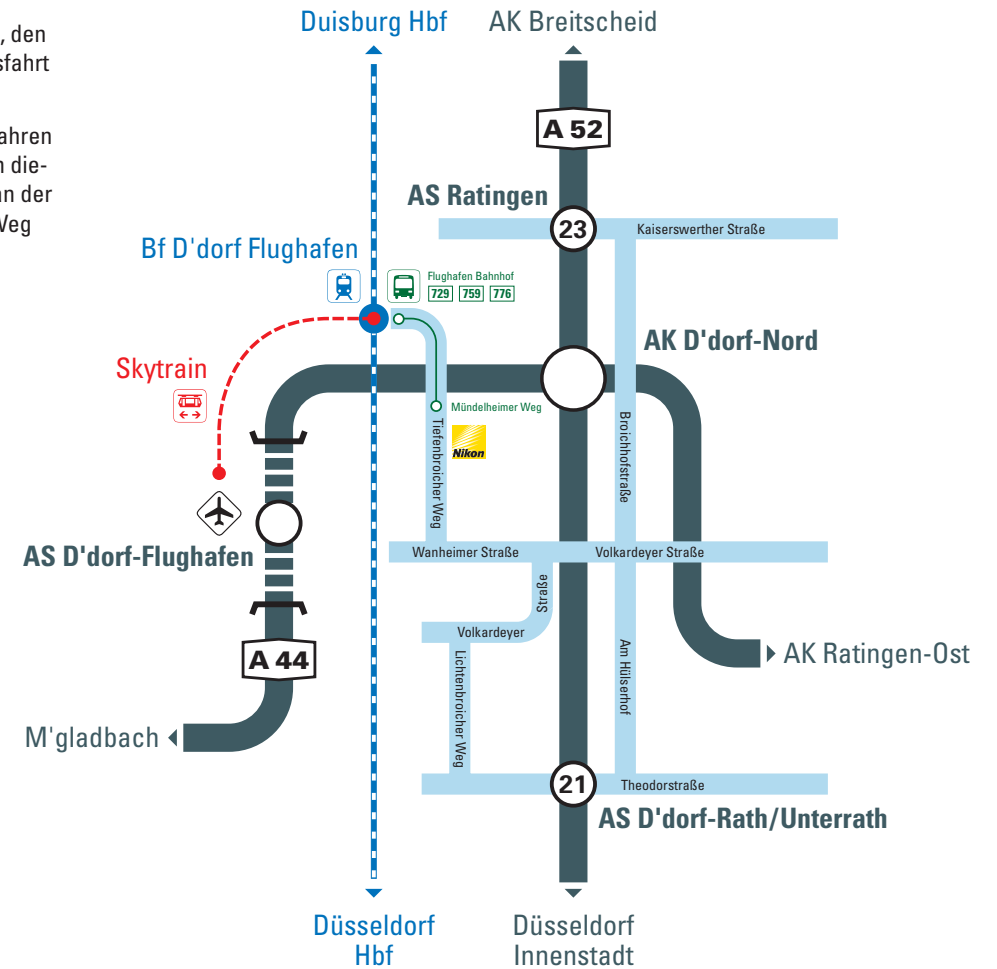 , den
sfahrt
ahren
n die-
an der
Weg
Duisburg Hbf
AK Breitscheid
A 52
AS Ratingen
23
Kaiserswerther Straße
Bf D'dorf Flughafen
Flughafen Bahnhof
729 759 776
AK D'dorf-Nord
Skytrain
Mündelheimer Weg
Nikon
Tiefenbroicher Weg
Broichhofstraße
AS D'dorf-Flughafen
Wanheimer Straße
Volkardeyer Straße
Volkardeyer
Straße
Lichtenbroicher Weg
Am Hülserhof
A 44
AK Ratingen-Ost
M'gladbach
21
Theodorstraße
AS D'dorf-Rath/Unterrath
Düsseldorf
Hbf
Düsseldorf
Innenstadt